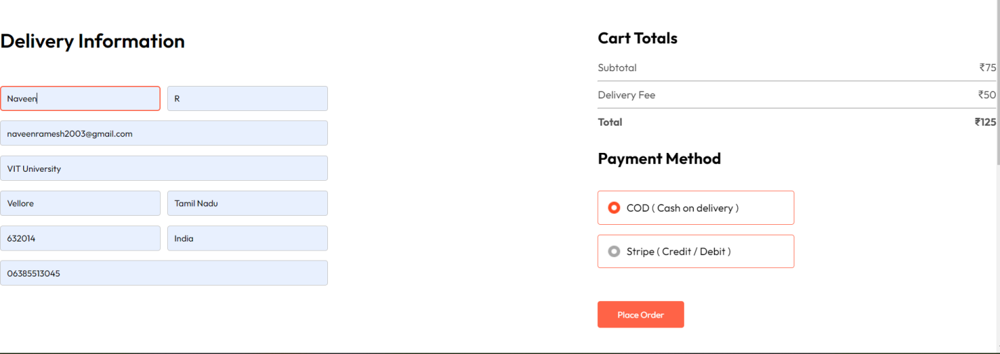 Delivery Information
Naveen
R
naveenramesh2003@gmail.com
VIT University
Vellore
Tamil Nadu
632014
India
06385513045
Cart Totals
Subtotal ₹75
Delivery Fee ₹50
Total ₹125
Payment Method
COD ( Cash on delivery )
Stripe ( Credit / Debit )
Place Order